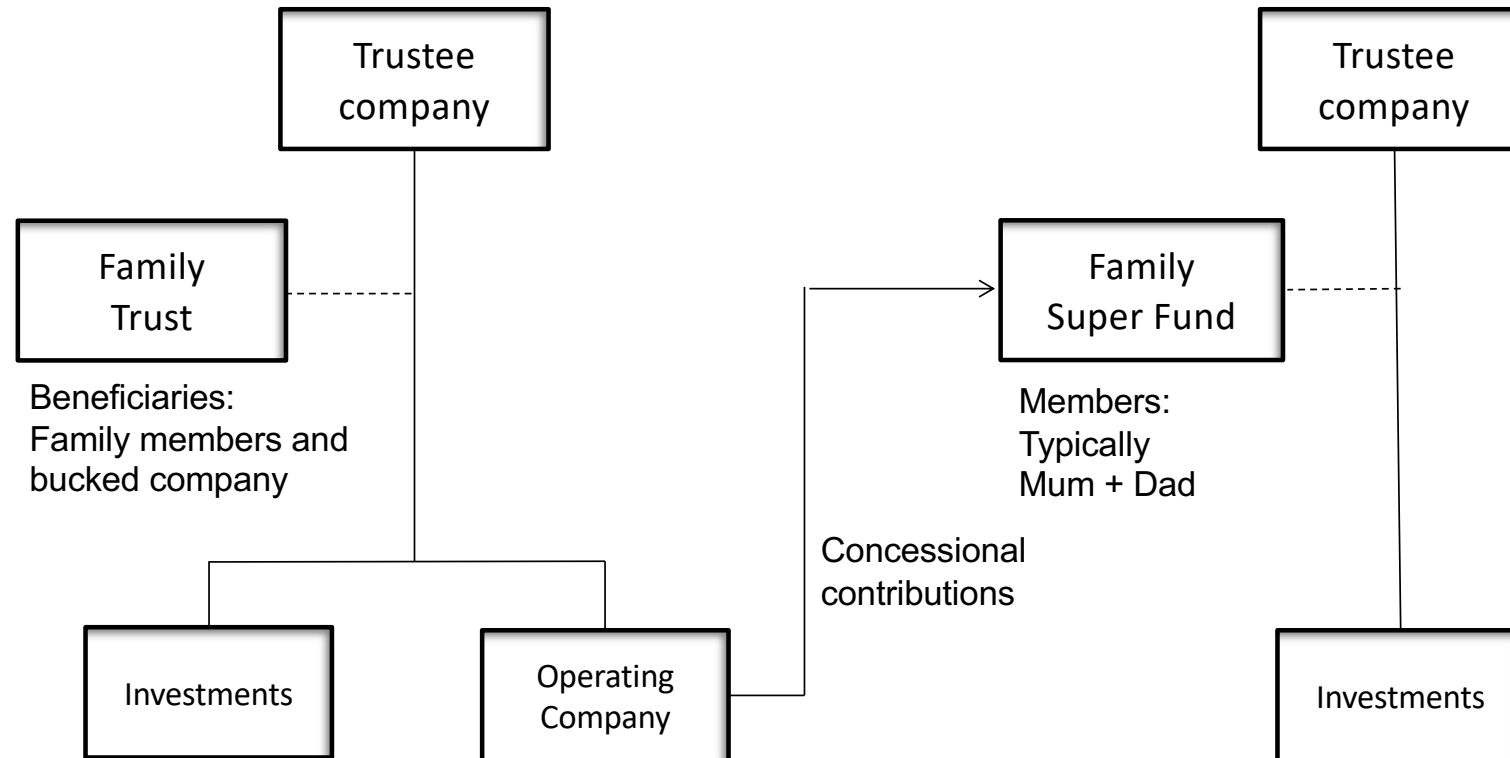 Trustee
company
Trustee
company
Family
Trust
Family
Super Fund
Beneficiaries:
Family members and
bucked company
Members:
Typically
Mum + Dad
Concessional
contributions
Investments
Operating
Company
Investments